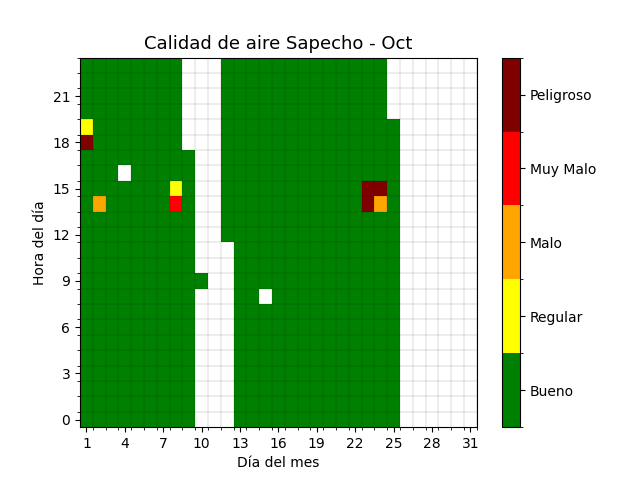 Calidad de aire Sapecho - Oct
Hora del día
21
18
15
12
9
6
3
0
1 4 7 10 13 16 19 22 25 28 31
Día del mes
Peligroso
Muy Malo
Malo
Regular
Bueno